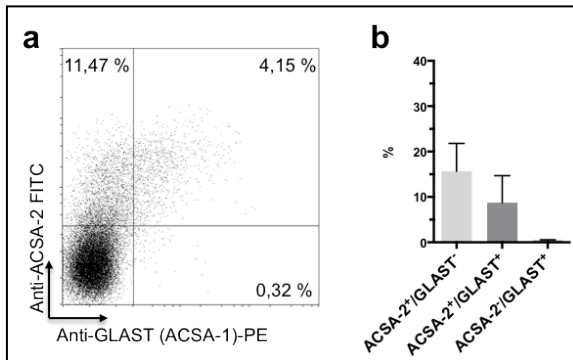 a
11,47 %
4,15 %
0,32 %
Anti-ACSA-2 FITC
Anti-GLAST (ACSA-1)-PE
b
40
30
20
10
0
%
ACSA-2⁺/GLAST⁻
ACSA-2⁺/GLAST⁺
ACSA-2⁻/GLAST⁺